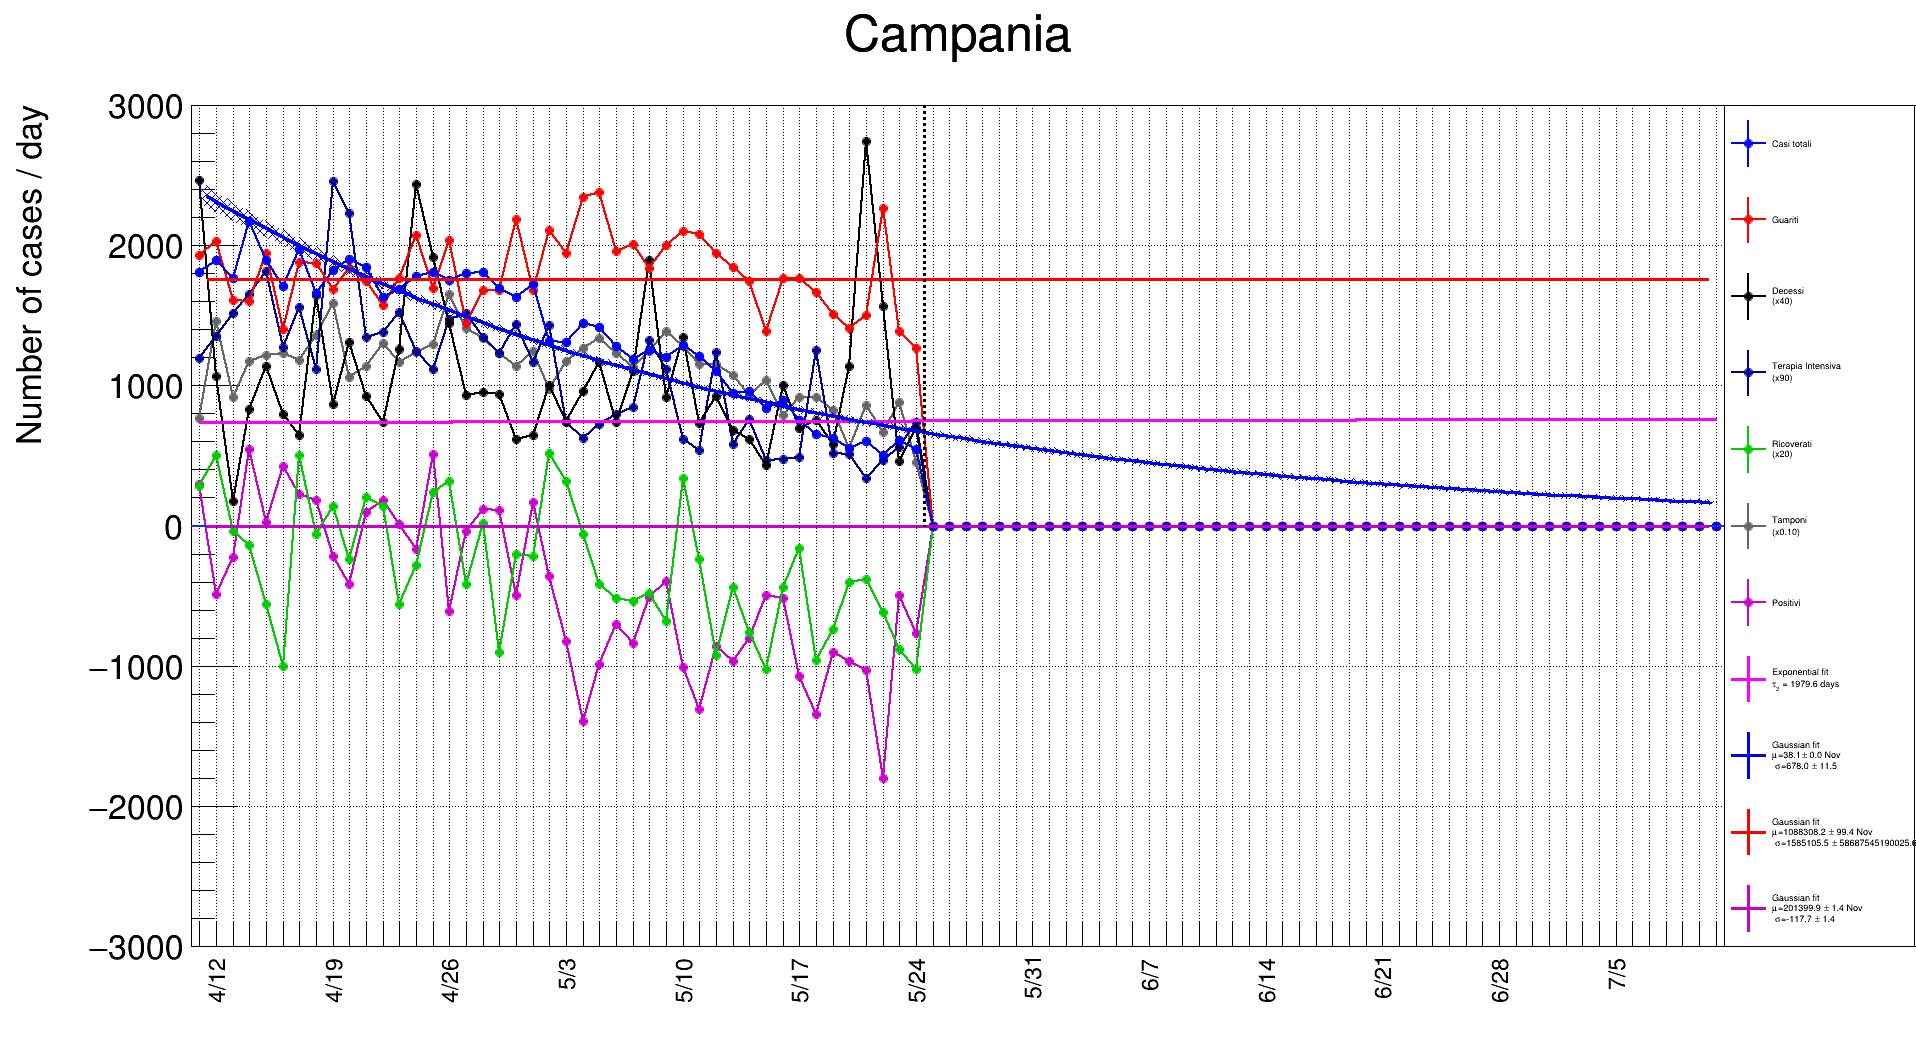 Campania
Number of cases / day
3000
2000
1000
0
−1000
−2000
−3000
4/12
4/19
4/26
5/3
5/10
5/17
5/24
5/31
6/7
6/14
6/21
6/28
7/5
Casi totali
Guariti
Decessi
(x40)
Terapia Intensiva
(x90)
Ricoverati
(x20)
Tamponi
(x0.10)
Positivi
Exponential fit
τ₂ = 1979.6 days
Gaussian fit
μ=38.1± 0.0 Nov
σ=678.0 ± 11.5
Gaussian fit
μ=1088308.2 ± 99.4 Nov
σ=1585105.5 ± 58687545190025.6
Gaussian fit
μ=201399.9 ± 1.4 Nov
σ=-117.7 ± 1.4